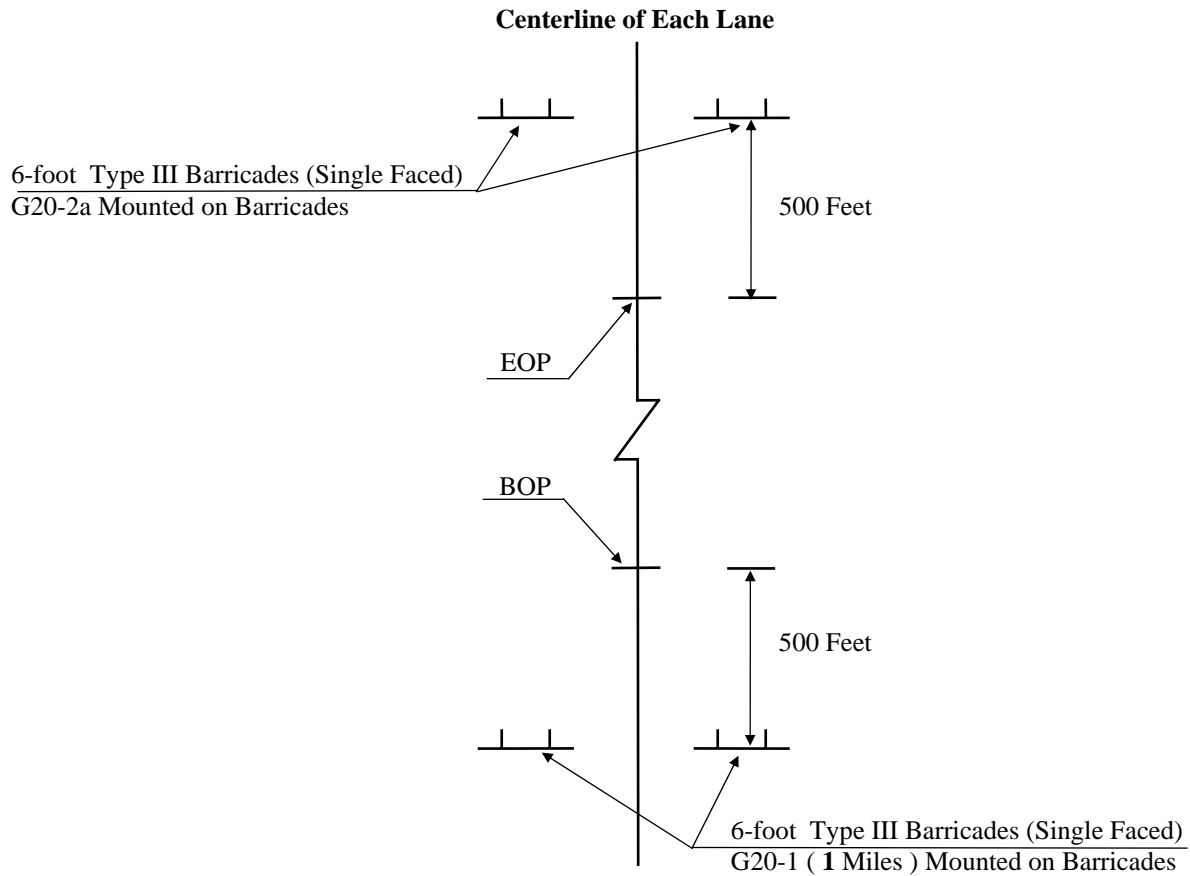 Centerline of Each Lane
6-foot Type III Barricades (Single Faced)
G20-2a Mounted on Barricades
500 Feet
EOP
BOP
500 Feet
6-foot Type III Barricades (Single Faced)
G20-1 ( 1 Miles ) Mounted on Barricades